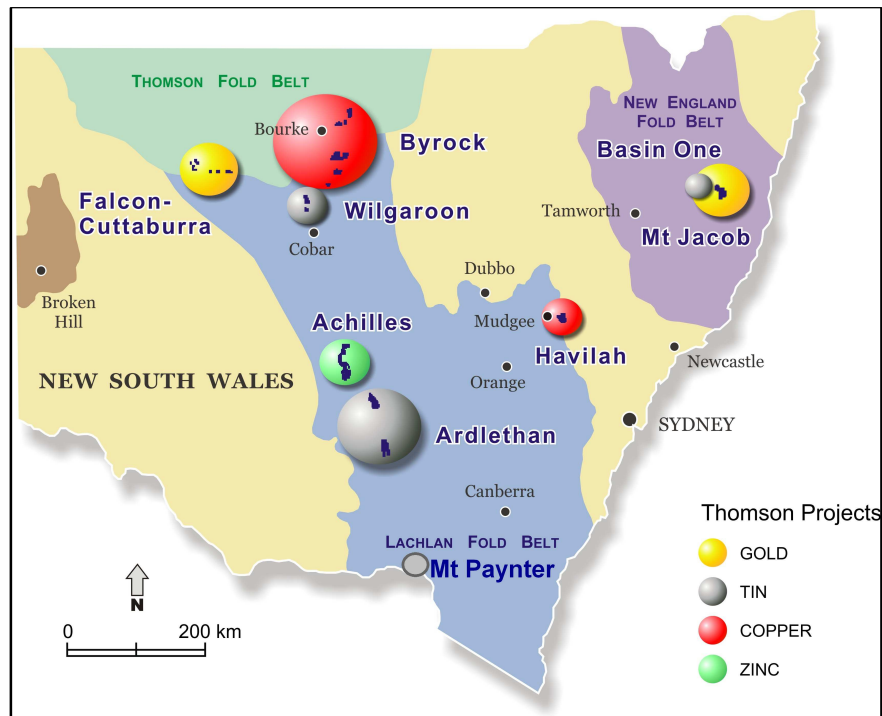 THOMSON FOLD BELT
NEW ENGLAND
FOLD BELT
Bourke
Byrock
Basin One
Falcon-
Cuttaburra
Wilgaroon
Tamworth
Mt Jacob
Cobar
Dubbo
Broken
Hill
Achilles
Mudgee
Havilah
Newcastle
NEW SOUTH WALES
Orange
Ardlethan
SYDNEY
Canberra
LACHLAN FOLD BELT
Mt Paynter
N
0 200 km
Thomson Projects
GOLD
TIN
COPPER
ZINC